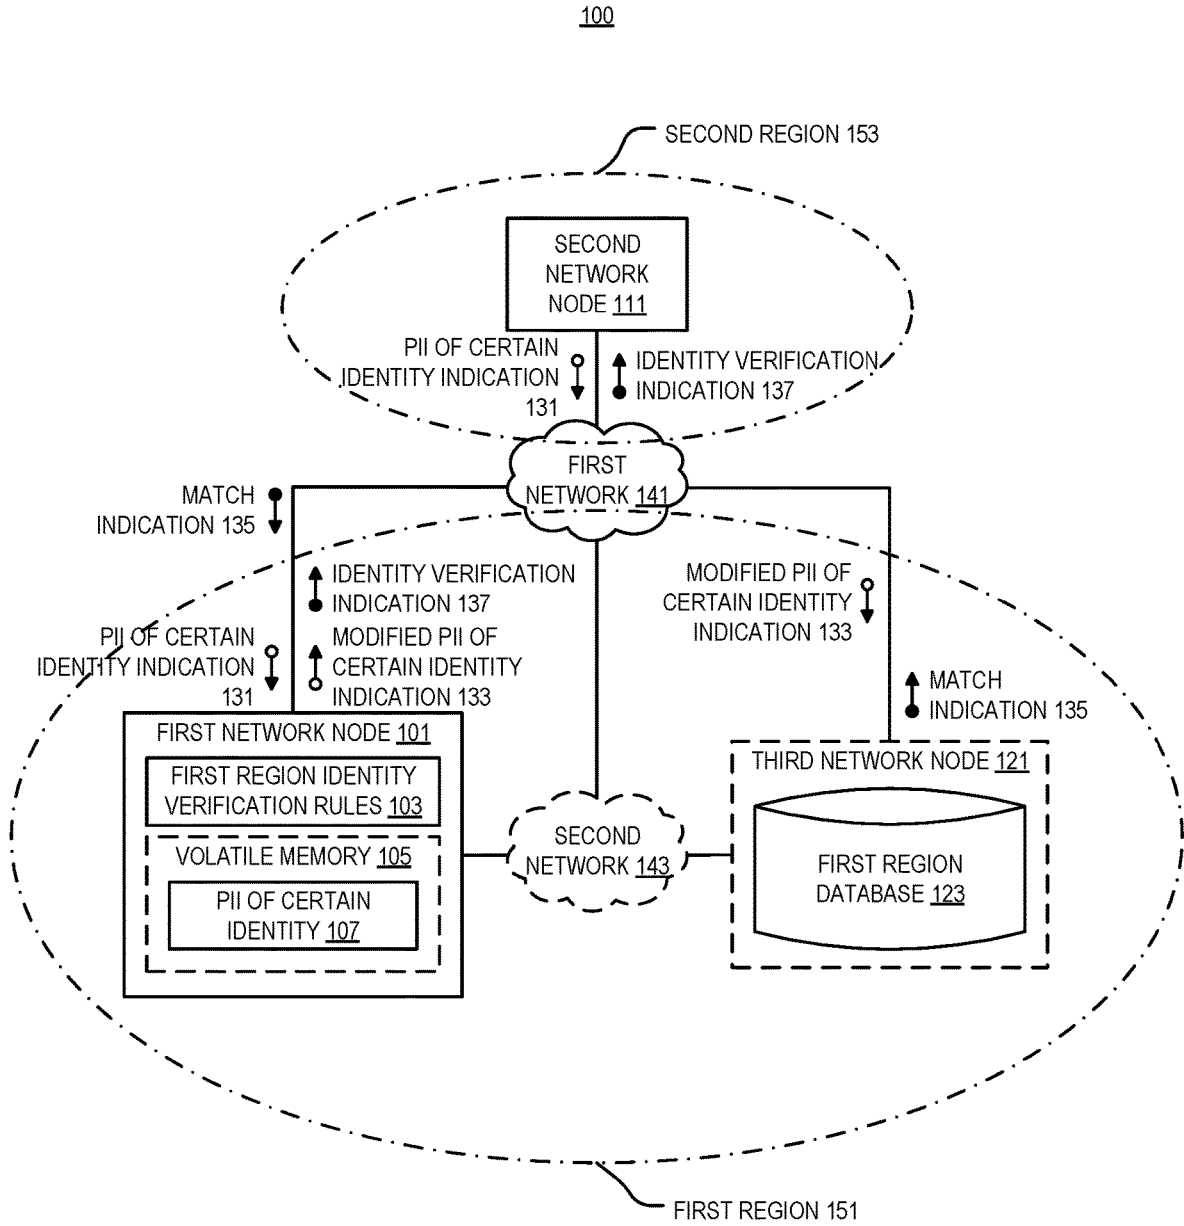 100
SECOND REGION 153
SECOND
NETWORK
NODE 111
PII OF CERTAIN
IDENTITY INDICATION
131
IDENTITY VERIFICATION
INDICATION 137
FIRST
NETWORK 141
MATCH
INDICATION 135
IDENTITY VERIFICATION
INDICATION 137
PII OF CERTAIN
IDENTITY INDICATION
131
MODIFIED PII OF
CERTAIN IDENTITY
INDICATION 133
MODIFIED PII OF
CERTAIN IDENTITY
INDICATION 133
MATCH
INDICATION 135
FIRST NETWORK NODE 101
FIRST REGION IDENTITY
VERIFICATION RULES 103
VOLATILE MEMORY 105
PII OF CERTAIN
IDENTITY 107
SECOND
NETWORK 143
THIRD NETWORK NODE 121
FIRST REGION
DATABASE 123
FIRST REGION 151